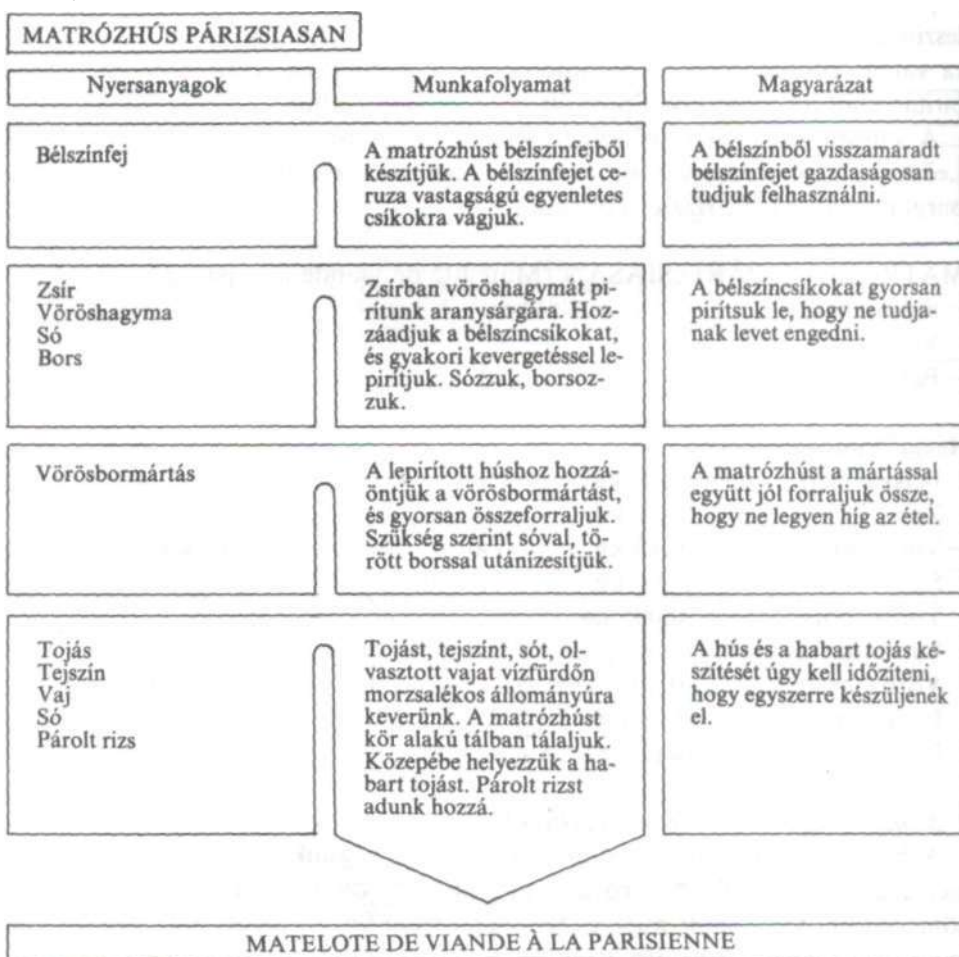 MATRÓZHÚS PÁRIZSIASAN
Nyersanyagok
Munkafolyamat
Magyarázat
Bélszínfej
A matrózhúst bélszínfejből
készítjük. A bélszínfejet ce-
ruza vastagságú egyenletes
csíkokra vágjuk.
A bélszínből visszamaradt
bélszínfejet gazdaságosan
tudjuk felhasználni.
Zsír
Vöröshagyma
Só
Bors
Zsírban vöröshagymát pi-
rítunk aranysárgára. Hoz-
záadjuk a bélszíncsíkokat,
és gyakori kevergetéssel le-
pirítjuk. Sózzuk, borsoz-
zuk.
A bélszíncsíkokat gyorsan
pirítsuk le, hogy ne tudja-
nak levet engedni.
Vörösbormártás
A lepirított húshoz hozzá-
öntjük a vörösbormártást,
és gyorsan összeforraljuk.
Szükség szerint sóval, tö-
rött borssal utánízesítjük.
A matrózhúst a mártással
együtt jól forraljuk össze,
hogy ne legyen híg az étel.
Tojás
Tejszín
Vaj
Só
Párolt rizs
Tojást, tejszínt, sót, ol-
vasztott vajat vízfürdőn
morzsalékos állományúra
keverünk. A matrózhúst
kör alakú tálban tálaljuk.
Közepébe helyezzük a ha-
bart tojást. Párolt rizst
adunk hozzá.
A hús és a habart tojás ké-
szítését úgy kell időzíteni,
hogy egyszerre készüljenek
el.
MATELOTE DE VIANDE À LA PARISIENNE